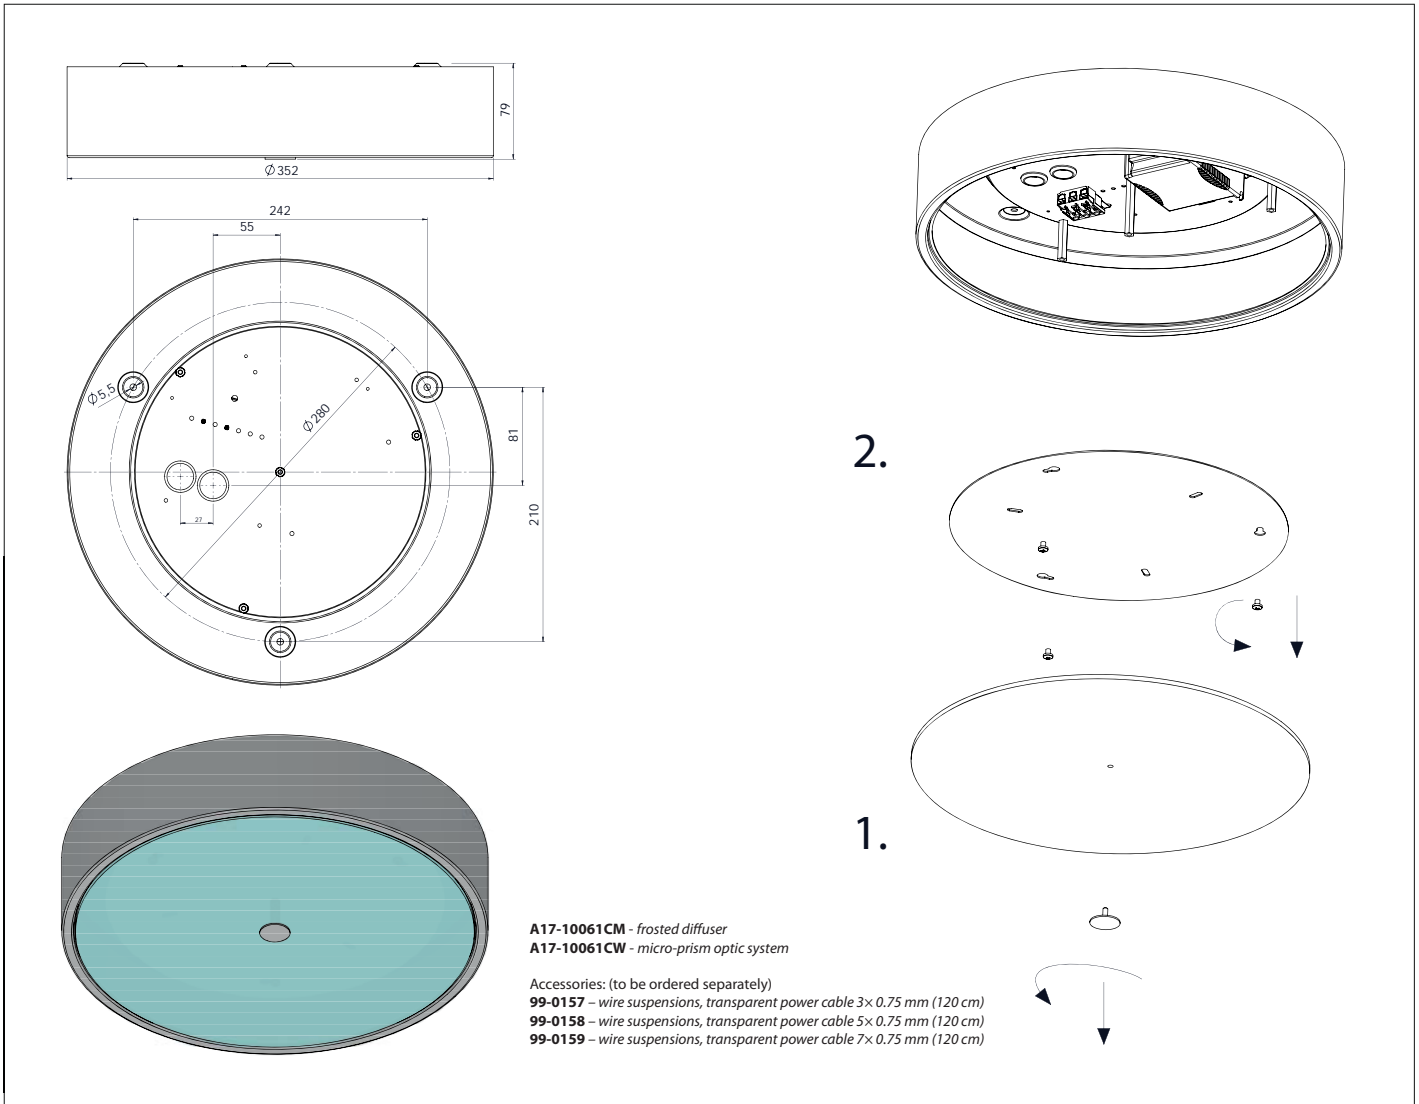 79
Ø352
242
55
Ø5,5
Ø280
81
210
27
2.
1.
A17-10061CM - frosted diffuser
A17-10061CW - micro-prism optic system
Accessories: (to be ordered separately)
99-0157 – wire suspensions, transparent power cable 3× 0.75 mm (120 cm)
99-0158 – wire suspensions, transparent power cable 5× 0.75 mm (120 cm)
99-0159 – wire suspensions, transparent power cable 7× 0.75 mm (120 cm)